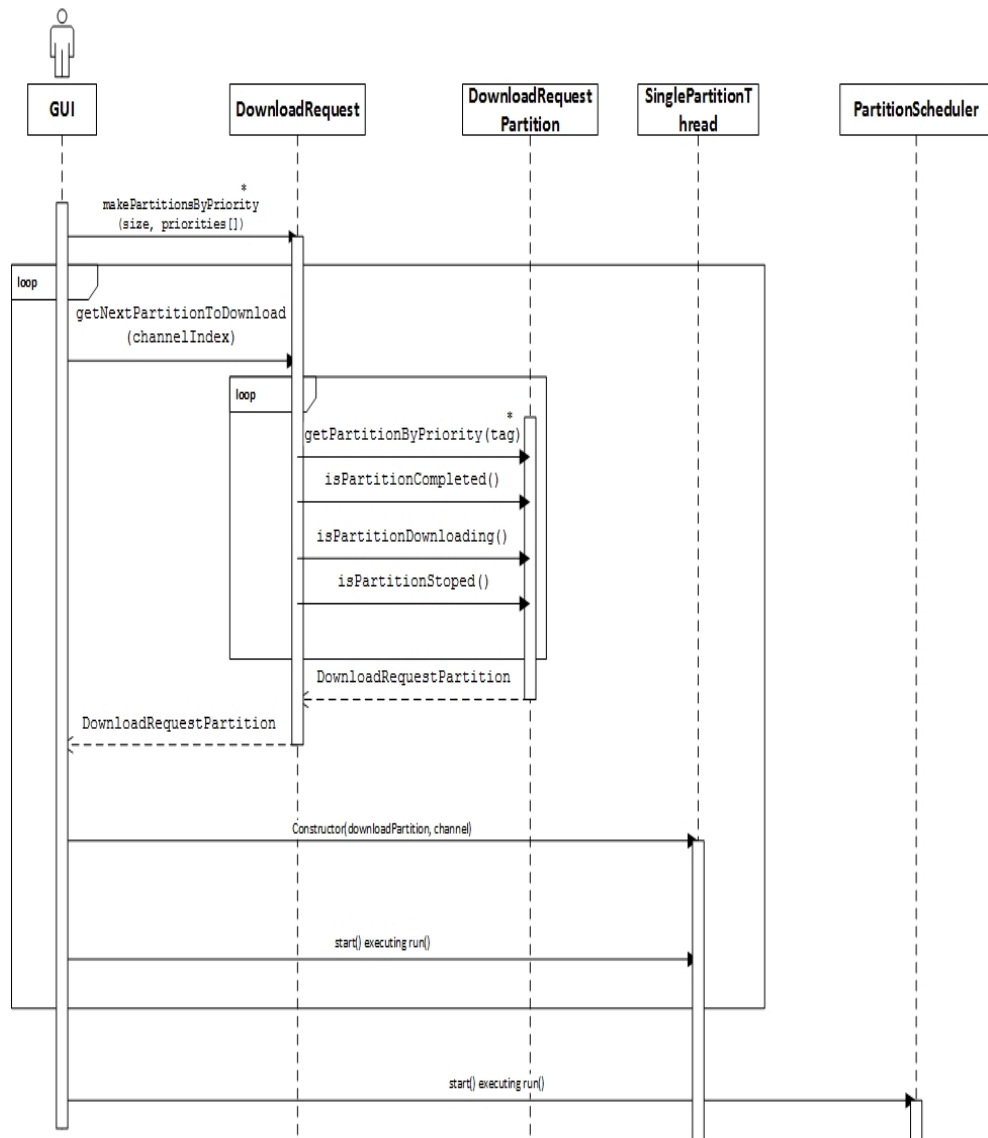 GUI
DownloadRequest
DownloadRequest
Partition
SinglePartitionT
hread
PartitionScheduler
*
makePartitionsByPriority
(size, priorities[])
loop
getNextPartitionToDownload
(channelIndex)
loop
*
getPartitionByPriority(tag)
isPartitionCompleted()
isPartitionDownloading()
isPartitionStoped()
DownloadRequestPartition
DownloadRequestPartition
Constructor(downloadPartition, channel)
start() executing run()
start() executing run()